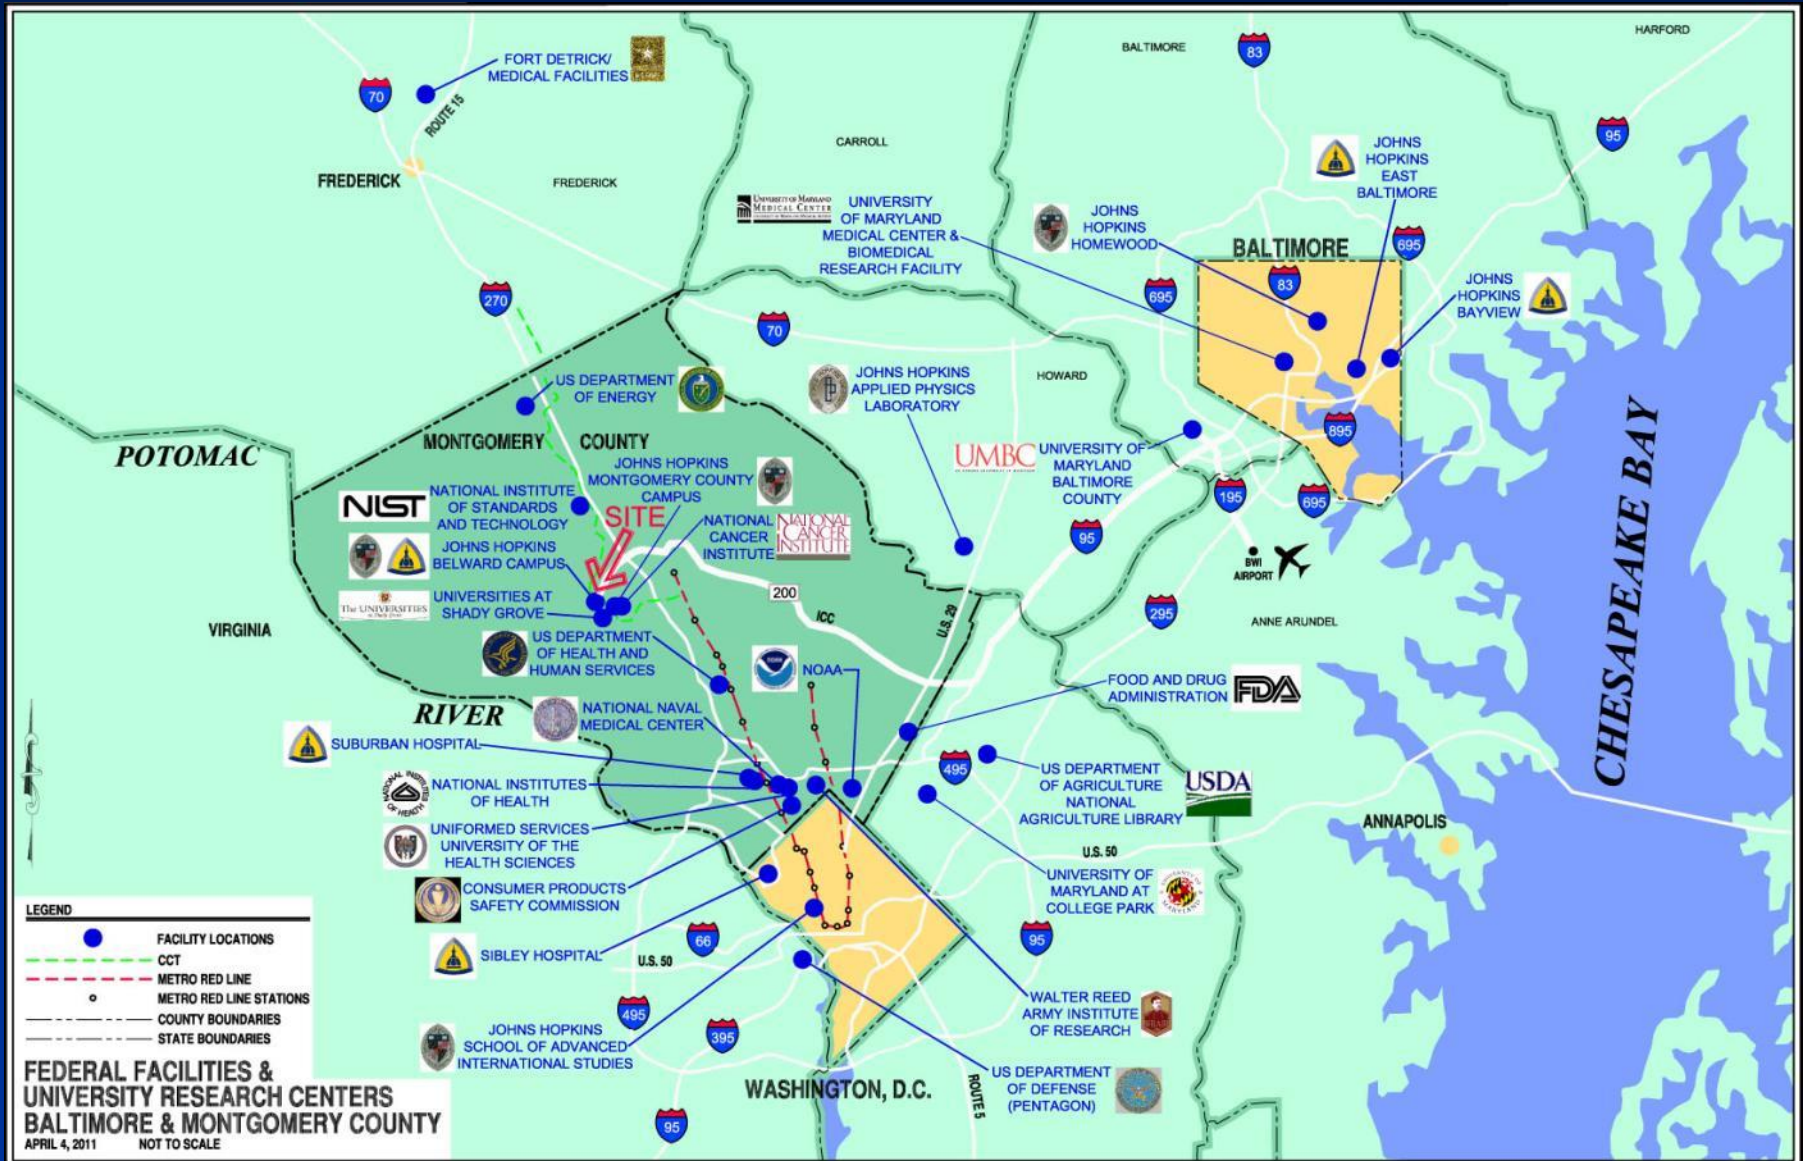 HARFORD
BALTIMORE
83
FORT DETRICK/
MEDICAL FACILITIES
70
ROUTE 15
95
CARROLL
JOHNS
HOPKINS
EAST
BALTIMORE
FREDERICK
FREDERICK
UNIVERSITY OF MARYLAND
MEDICAL CENTER
UNIVERSITY
OF MARYLAND
MEDICAL CENTER &
BIOMEDICAL
RESEARCH FACILITY
JOHNS
HOPKINS
HOMEWOOD
BALTIMORE
695
83
695
JOHNS
HOPKINS
BAYVIEW
270
70
JOHNS HOPKINS
APPLIED PHYSICS
LABORATORY
HOWARD
US DEPARTMENT
OF ENERGY
895
MONTGOMERY COUNTY
POTOMAC
UMBC
UNIVERSITY OF
MARYLAND
BALTIMORE
COUNTY
JOHNS HOPKINS
MONTGOMERY COUNTY
CAMPUS
195
695
CHESAPEAKE BAY
NIST
NATIONAL INSTITUTE
OF STANDARDS
AND TECHNOLOGY
SITE
NATIONAL
CANCER
INSTITUTE
NATIONAL
CANCER
INSTITUTE
95
JOHNS HOPKINS
BELWARD CAMPUS
BWI
AIRPORT
The UNIVERSITIES
UNIVERSITIES AT
SHADY GROVE
200
ICC
U.S. 29
295
ANNE ARUNDEL
VIRGINIA
US DEPARTMENT
OF HEALTH AND
HUMAN SERVICES
NOAA
FOOD AND DRUG
ADMINISTRATION
FDA
RIVER
NATIONAL NAVAL
MEDICAL CENTER
SUBURBAN HOSPITAL
495
US DEPARTMENT
OF AGRICULTURE
NATIONAL
AGRICULTURE LIBRARY
USDA
NATIONAL INSTITUTES
OF HEALTH
NATIONAL INSTITUTES
OF HEALTH
ANNAPOLIS
UNIFORMED SERVICES
UNIVERSITY OF THE
HEALTH SCIENCES
U.S. 50
CONSUMER PRODUCTS
SAFETY COMMISSION
UNIVERSITY OF
MARYLAND AT
COLLEGE PARK
66
95
SIBLEY HOSPITAL
U.S. 50
495
395
WALTER REED
ARMY INSTITUTE
OF RESEARCH
JOHNS HOPKINS
SCHOOL OF ADVANCED
INTERNATIONAL STUDIES
US DEPARTMENT
OF DEFENSE
(PENTAGON)
WASHINGTON, D.C.
ROUTE 5
95
LEGEND
FACILITY LOCATIONS
CCT
METRO RED LINE
METRO RED LINE STATIONS
COUNTY BOUNDARIES
STATE BOUNDARIES
FEDERAL FACILITIES &
UNIVERSITY RESEARCH CENTERS
BALTIMORE & MONTGOMERY COUNTY
APRIL 4, 2011 NOT TO SCALE